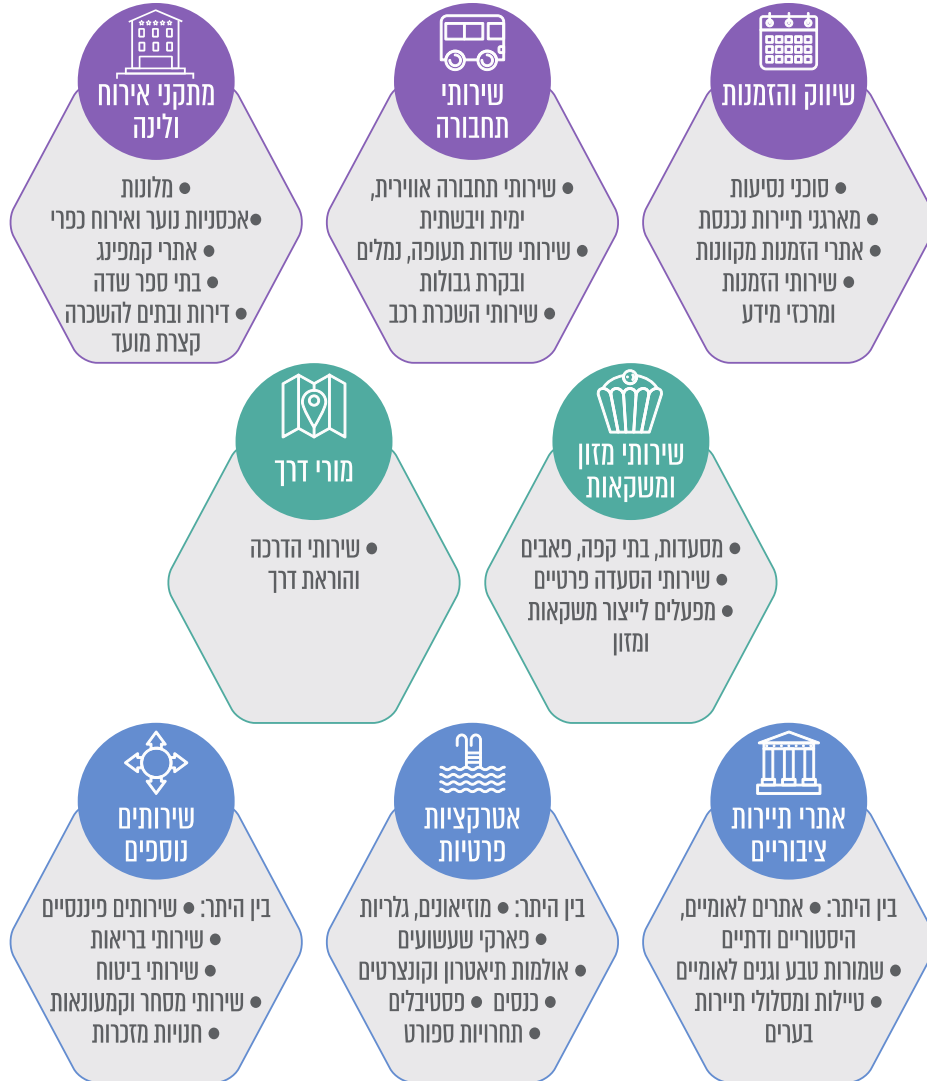 שיווק והזמנות
• סוכני נסיעות
• מארגני תיירות נכנסת
• אתרי הזמנות מקוונות
• שירותי הזמנות
ומרכזי מידע
שירותי
תחבורה
• שירותי תחבורה אווירית,
ימית ויבשתית
• שירותי שדות תעופה, נמלים
ובקרת גבולות
• שירותי השכרת רכב
מתקני אירוח
ולינה
• מלונות
• אכסניות נוער ואירוח כפרי
• אתרי קמפינג
• בתי ספר שדה
• דירות ובתים להשכרה
קצרת מועד
שירותי מזון
ומשקאות
• מסעדות, בתי קפה, פאבים
• שירותי הסעדה פרטיים
• מפעלים לייצור משקאות
ומזון
מורי דרך
• שירותי הדרכה
והוראת דרך
אתרי תיירות
ציבוריים
בין היתר: • אתרים לאומיים,
היסטוריים ודתיים
• שמורות טבע וגנים לאומיים
• טיילות ומסלולי תיירות
בערים
אטרקציות
פרטיות
בין היתר: • מוזיאונים, גלריות
• פארקי שעשועים
• אולמות תיאטרון וקונצרטים
• כנסים • פסטיבלים
• תחרויות ספורט
שירותים
נוספים
בין היתר: • שירותים פיננסיים
• שירותי בריאות
• שירותי ביטוח
• שירותי מסחר וקמעונאות
• חנויות מזכרות